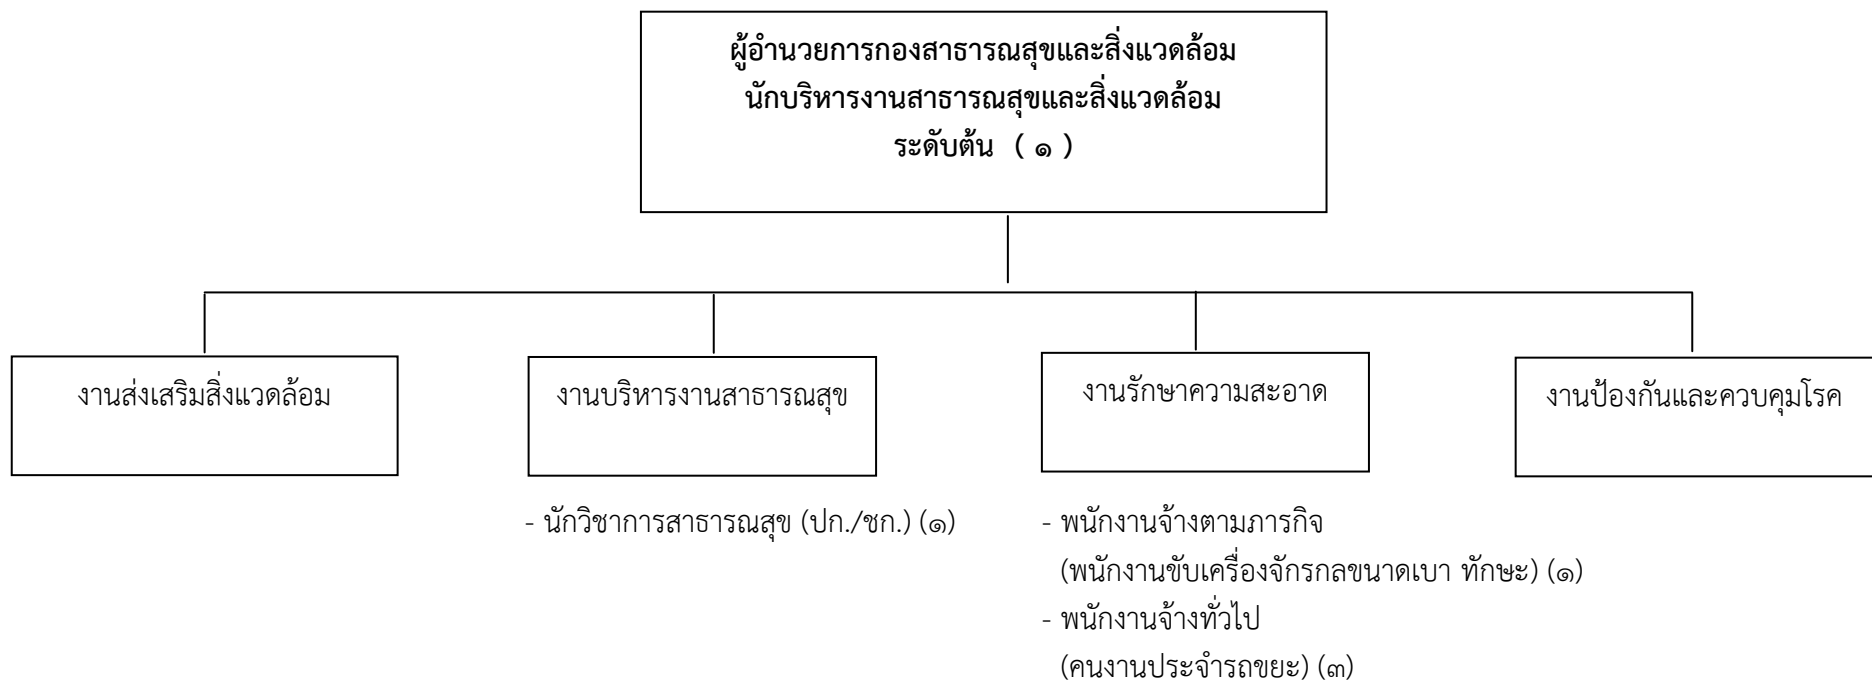 ผู้อำนวยการกองสาธารณสุขและสิ่งแวดล้อม
นักบริหารงานสาธารณสุขและสิ่งแวดล้อม
ระดับต้น ( ๑ )
งานส่งเสริมสิ่งแวดล้อม
งานบริหารงานสาธารณสุข
งานรักษาความสะอาด
งานป้องกันและควบคุมโรค
- นักวิชาการสาธารณสุข (ปก./ชก.) (๑)
- พนักงานจ้างตามภารกิจ
(พนักงานขับเครื่องจักรกลขนาดเบา ทักษะ) (๑)
- พนักงานจ้างทั่วไป
(คนงานประจำรถขยะ) (๓)